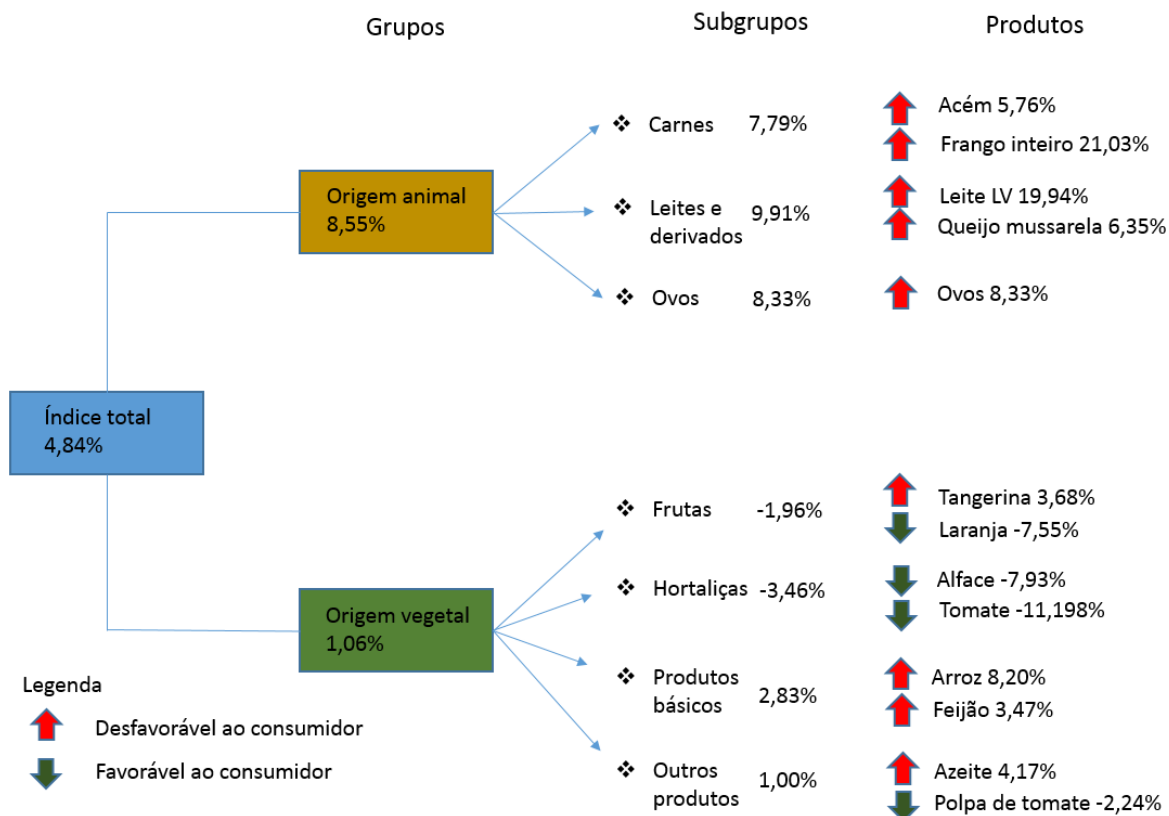 Grupos
Subgrupos
Produtos
Carnes 7,79%
Acém 5,76%
Frango inteiro 21,03%
Origem animal
8,55%
Leites e
derivados
9,91%
Leite LV 19,94%
Queijo mussarela 6,35%
Ovos 8,33%
Ovos 8,33%
Índice total
4,84%
Frutas -1,96%
Tangerina 3,68%
Laranja -7,55%
Hortaliças -3,46%
Alface -7,93%
Tomate -11,198%
Origem vegetal
1,06%
Produtos
básicos
2,83%
Arroz 8,20%
Feijão 3,47%
Outros
produtos
1,00%
Azeite 4,17%
Polpa de tomate -2,24%
Legenda
Desfavorável ao consumidor
Favorável ao consumidor